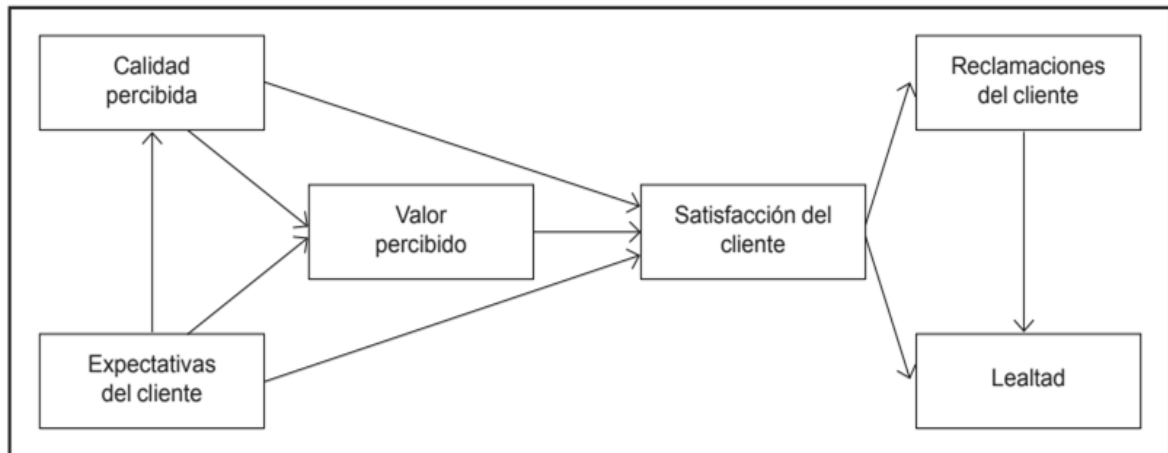 Calidad
percibida
Reclamaciones
del cliente
Valor
percibido
Satisfacción del
cliente
Expectativas
del cliente
Lealtad